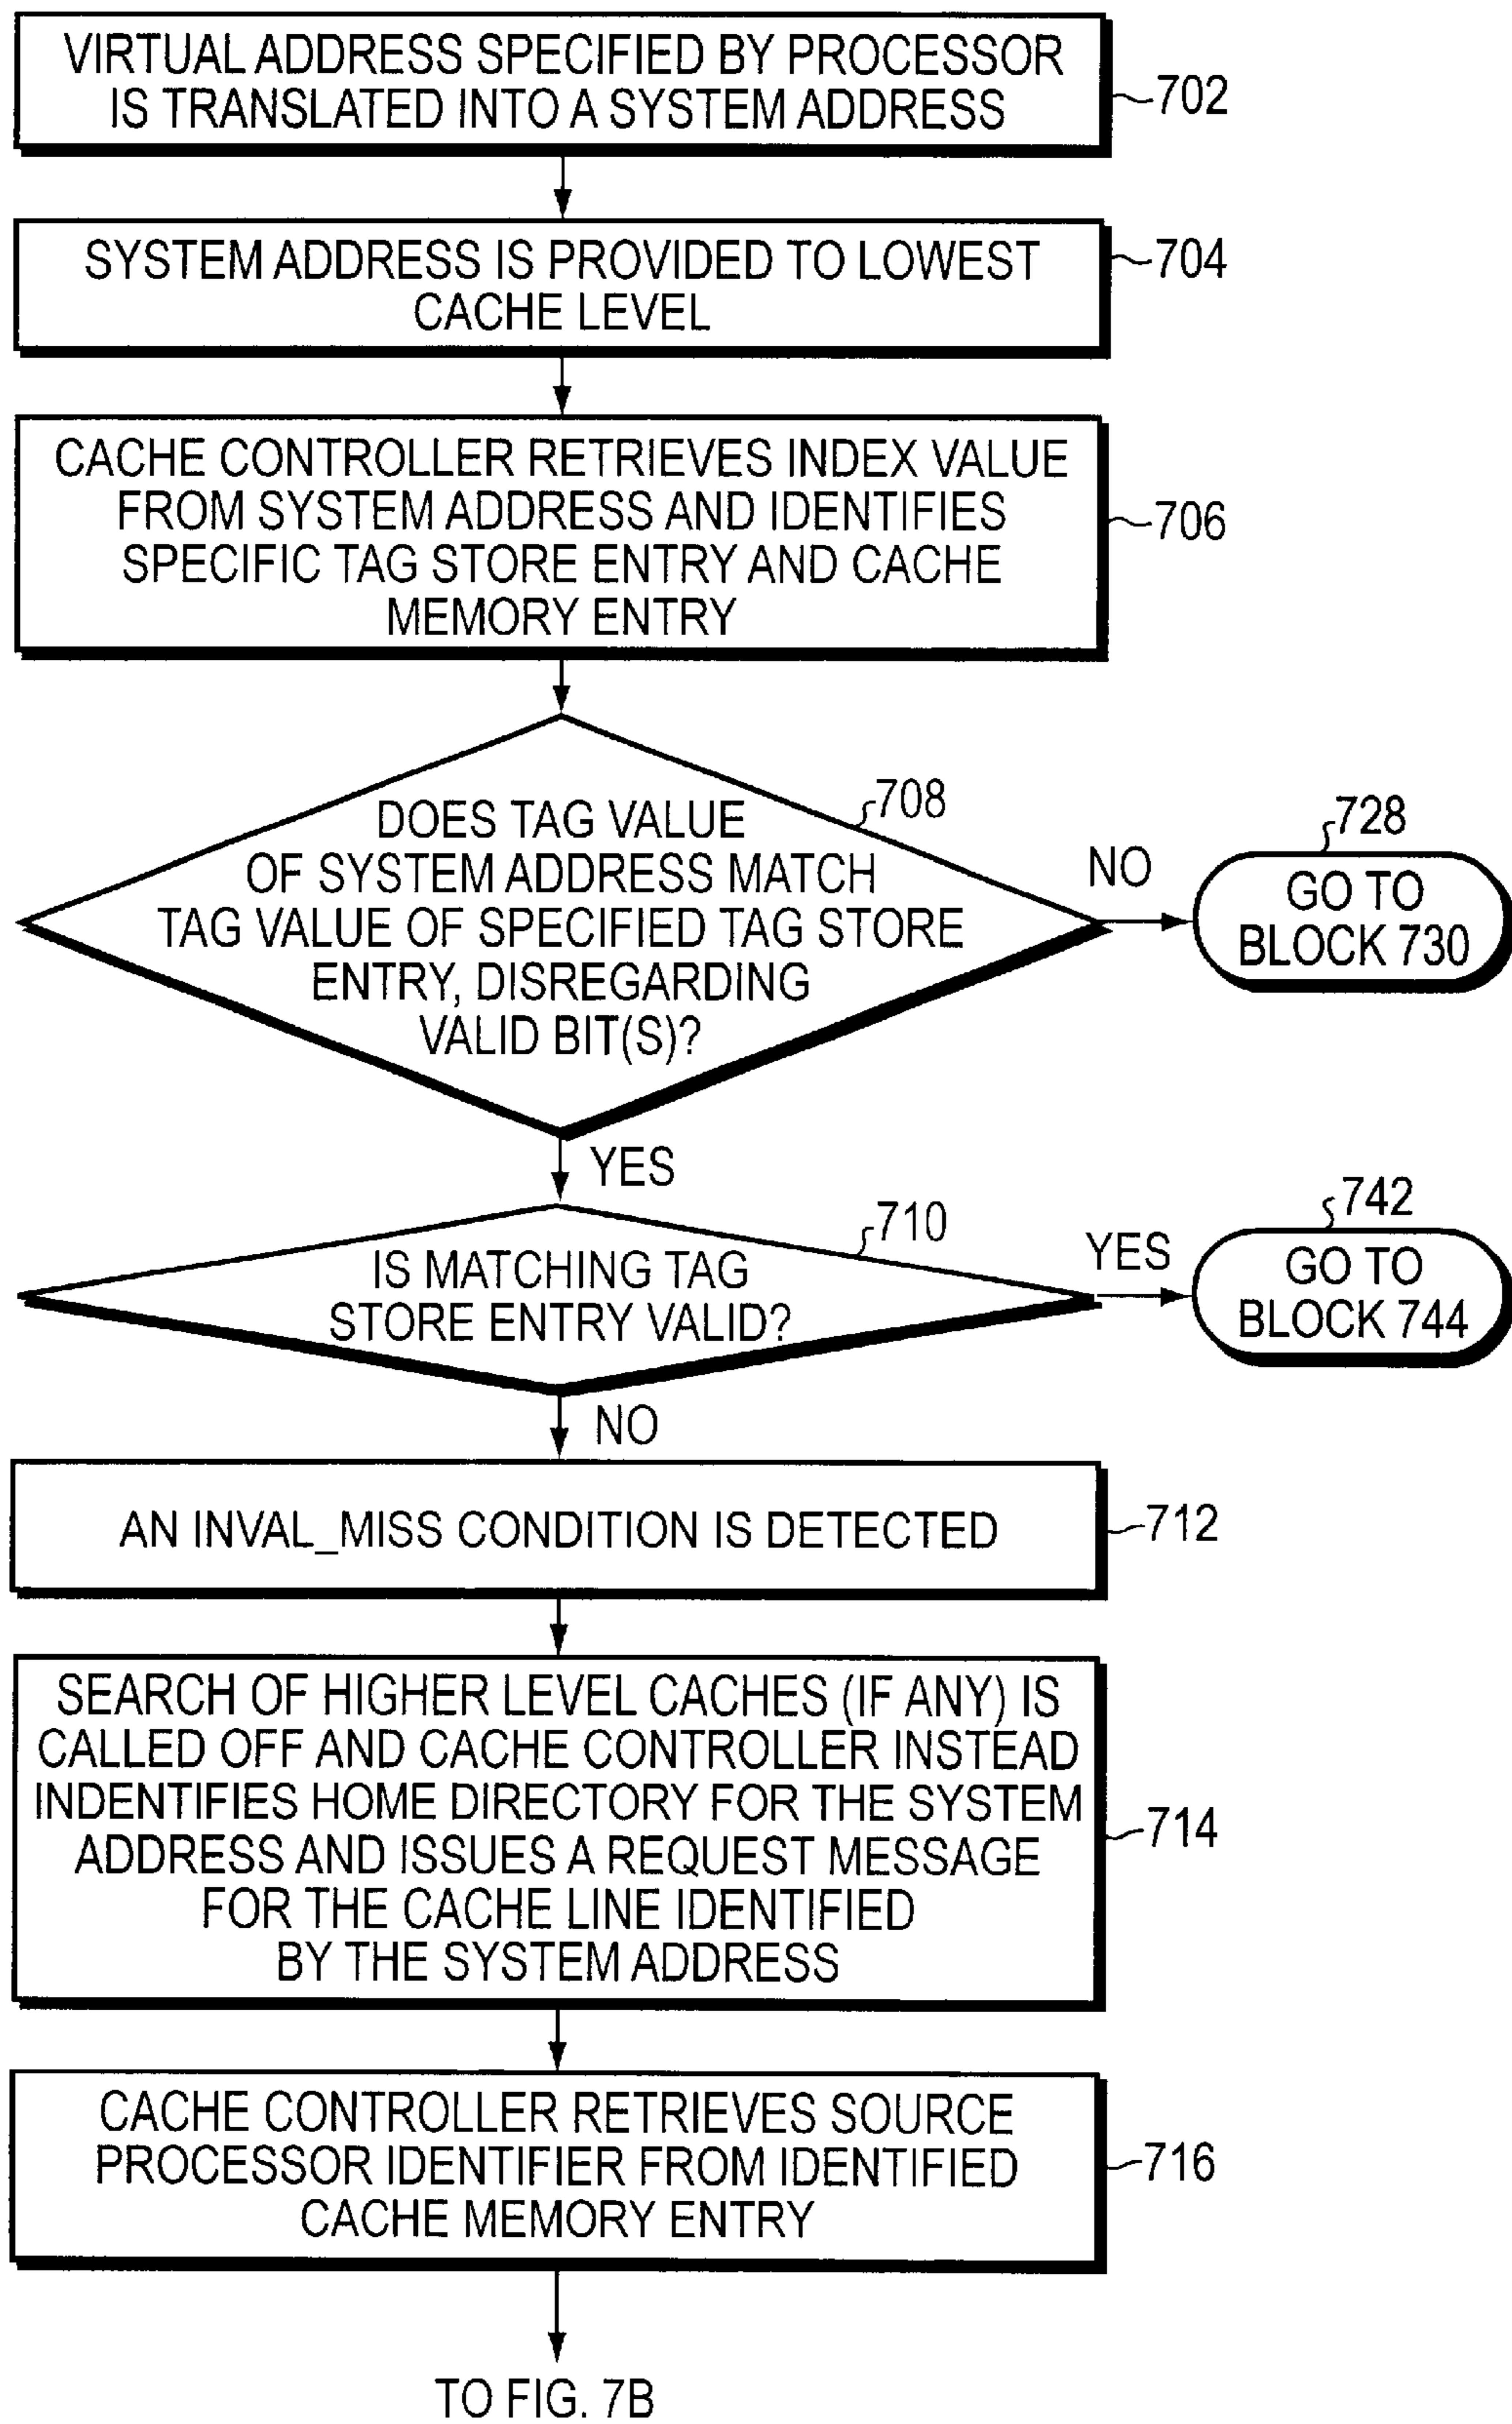 VIRTUAL ADDRESS SPECIFIED BY PROCESSOR
IS TRANSLATED INTO A SYSTEM ADDRESS
702
SYSTEM ADDRESS IS PROVIDED TO LOWEST
CACHE LEVEL
704
CACHE CONTROLLER RETRIEVES INDEX VALUE
FROM SYSTEM ADDRESS AND IDENTIFIES
SPECIFIC TAG STORE ENTRY AND CACHE
MEMORY ENTRY
706
DOES TAG VALUE
OF SYSTEM ADDRESS MATCH
TAG VALUE OF SPECIFIED TAG STORE
ENTRY, DISREGARDING
VALID BIT(S)?
708
NO
728
GO TO
BLOCK 730
YES
IS MATCHING TAG
STORE ENTRY VALID?
710
YES
742
GO TO
BLOCK 744
NO
AN INVAL_MISS CONDITION IS DETECTED
712
SEARCH OF HIGHER LEVEL CACHES (IF ANY) IS
CALLED OFF AND CACHE CONTROLLER INSTEAD
INDENTIFIES HOME DIRECTORY FOR THE SYSTEM
ADDRESS AND ISSUES A REQUEST MESSAGE
FOR THE CACHE LINE IDENTIFIED
BY THE SYSTEM ADDRESS
714
CACHE CONTROLLER RETRIEVES SOURCE
PROCESSOR IDENTIFIER FROM IDENTIFIED
CACHE MEMORY ENTRY
716
TO FIG. 7B